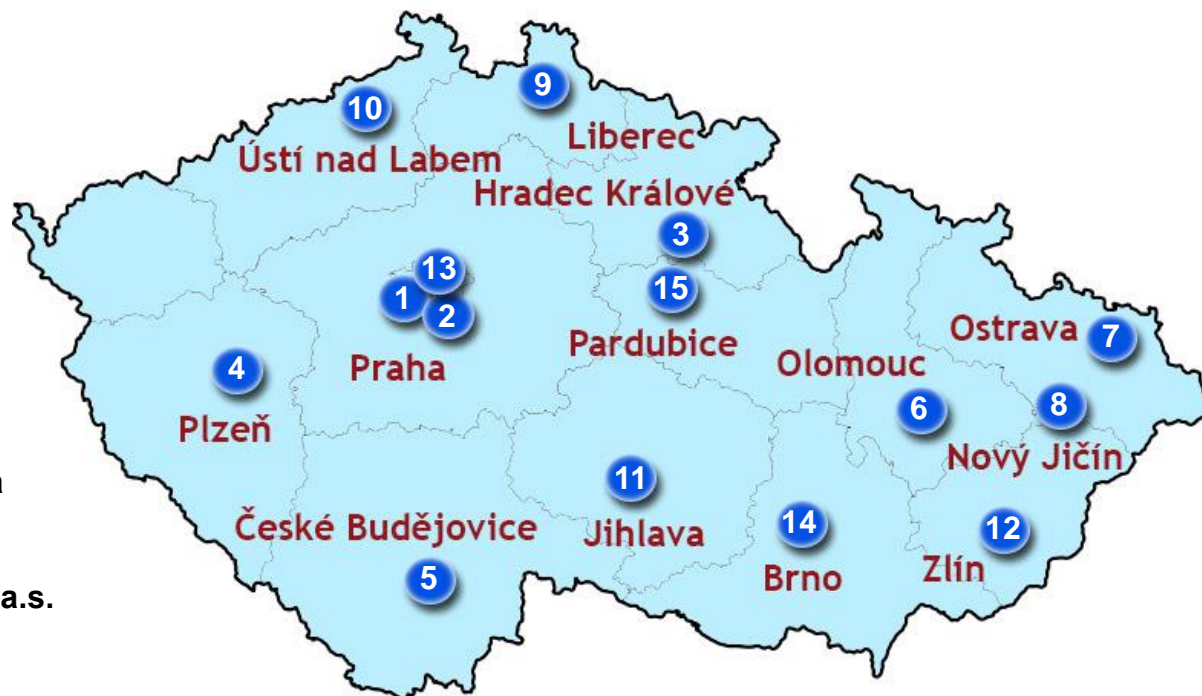 9
10
Liberec
Ústí nad Labem
Hradec Králové
3
13
1
2
15
Ostrava
7
Pardubice
Praha
Olomouc
4
6
8
Plzeň
Nový Jičín
11
a
České Budějovice
Jihlava
14
12
Brno
Zlín
5
a.s.